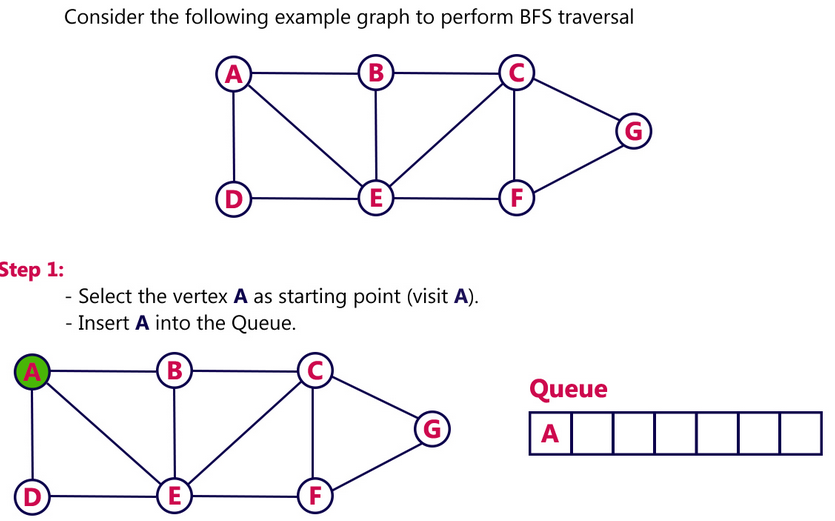 Consider the following example graph to perform BFS traversal
A B C
G
D E F
Step 1:
- Select the vertex A as starting point (visit A).
- Insert A into the Queue.
A B C
Queue
G
A
D E F